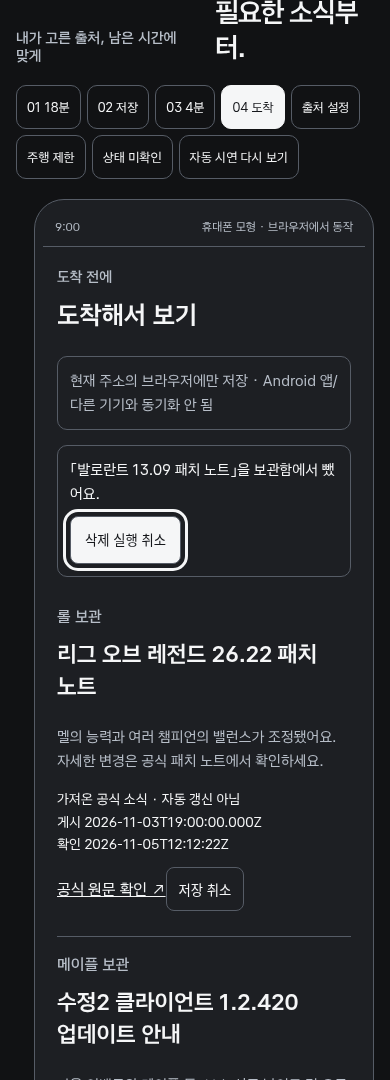 필요한 소식부
터.
내가 고른 출처, 남은 시간에
맞게
01 18분
02 저장
03 4분
04 도착
출처 설정
주행 제한
상태 미확인
자동 시연 다시 보기
9:00
휴대폰 모형 · 브라우저에서 동작
도착 전에
도착해서 보기
현재 주소의 브라우저에만 저장 · Android 앱/
다른 기기와 동기화 안 됨
「발로란트 13.09 패치 노트」을 보관함에서 뺐
어요.
삭제 실행 취소
롤 보관
리그 오브 레전드 26.22 패치
노트
멜의 능력과 여러 챔피언의 밸런스가 조정됐어요.
자세한 변경은 공식 패치 노트에서 확인하세요.
가져온 공식 소식 · 자동 갱신 아님
게시 2026-11-03T19:00:00.000Z
확인 2026-11-05T12:12:22Z
공식 원문 확인 ↗
저장 취소
메이플 보관
수정2 클라이언트 1.2.420
업데이트 안내